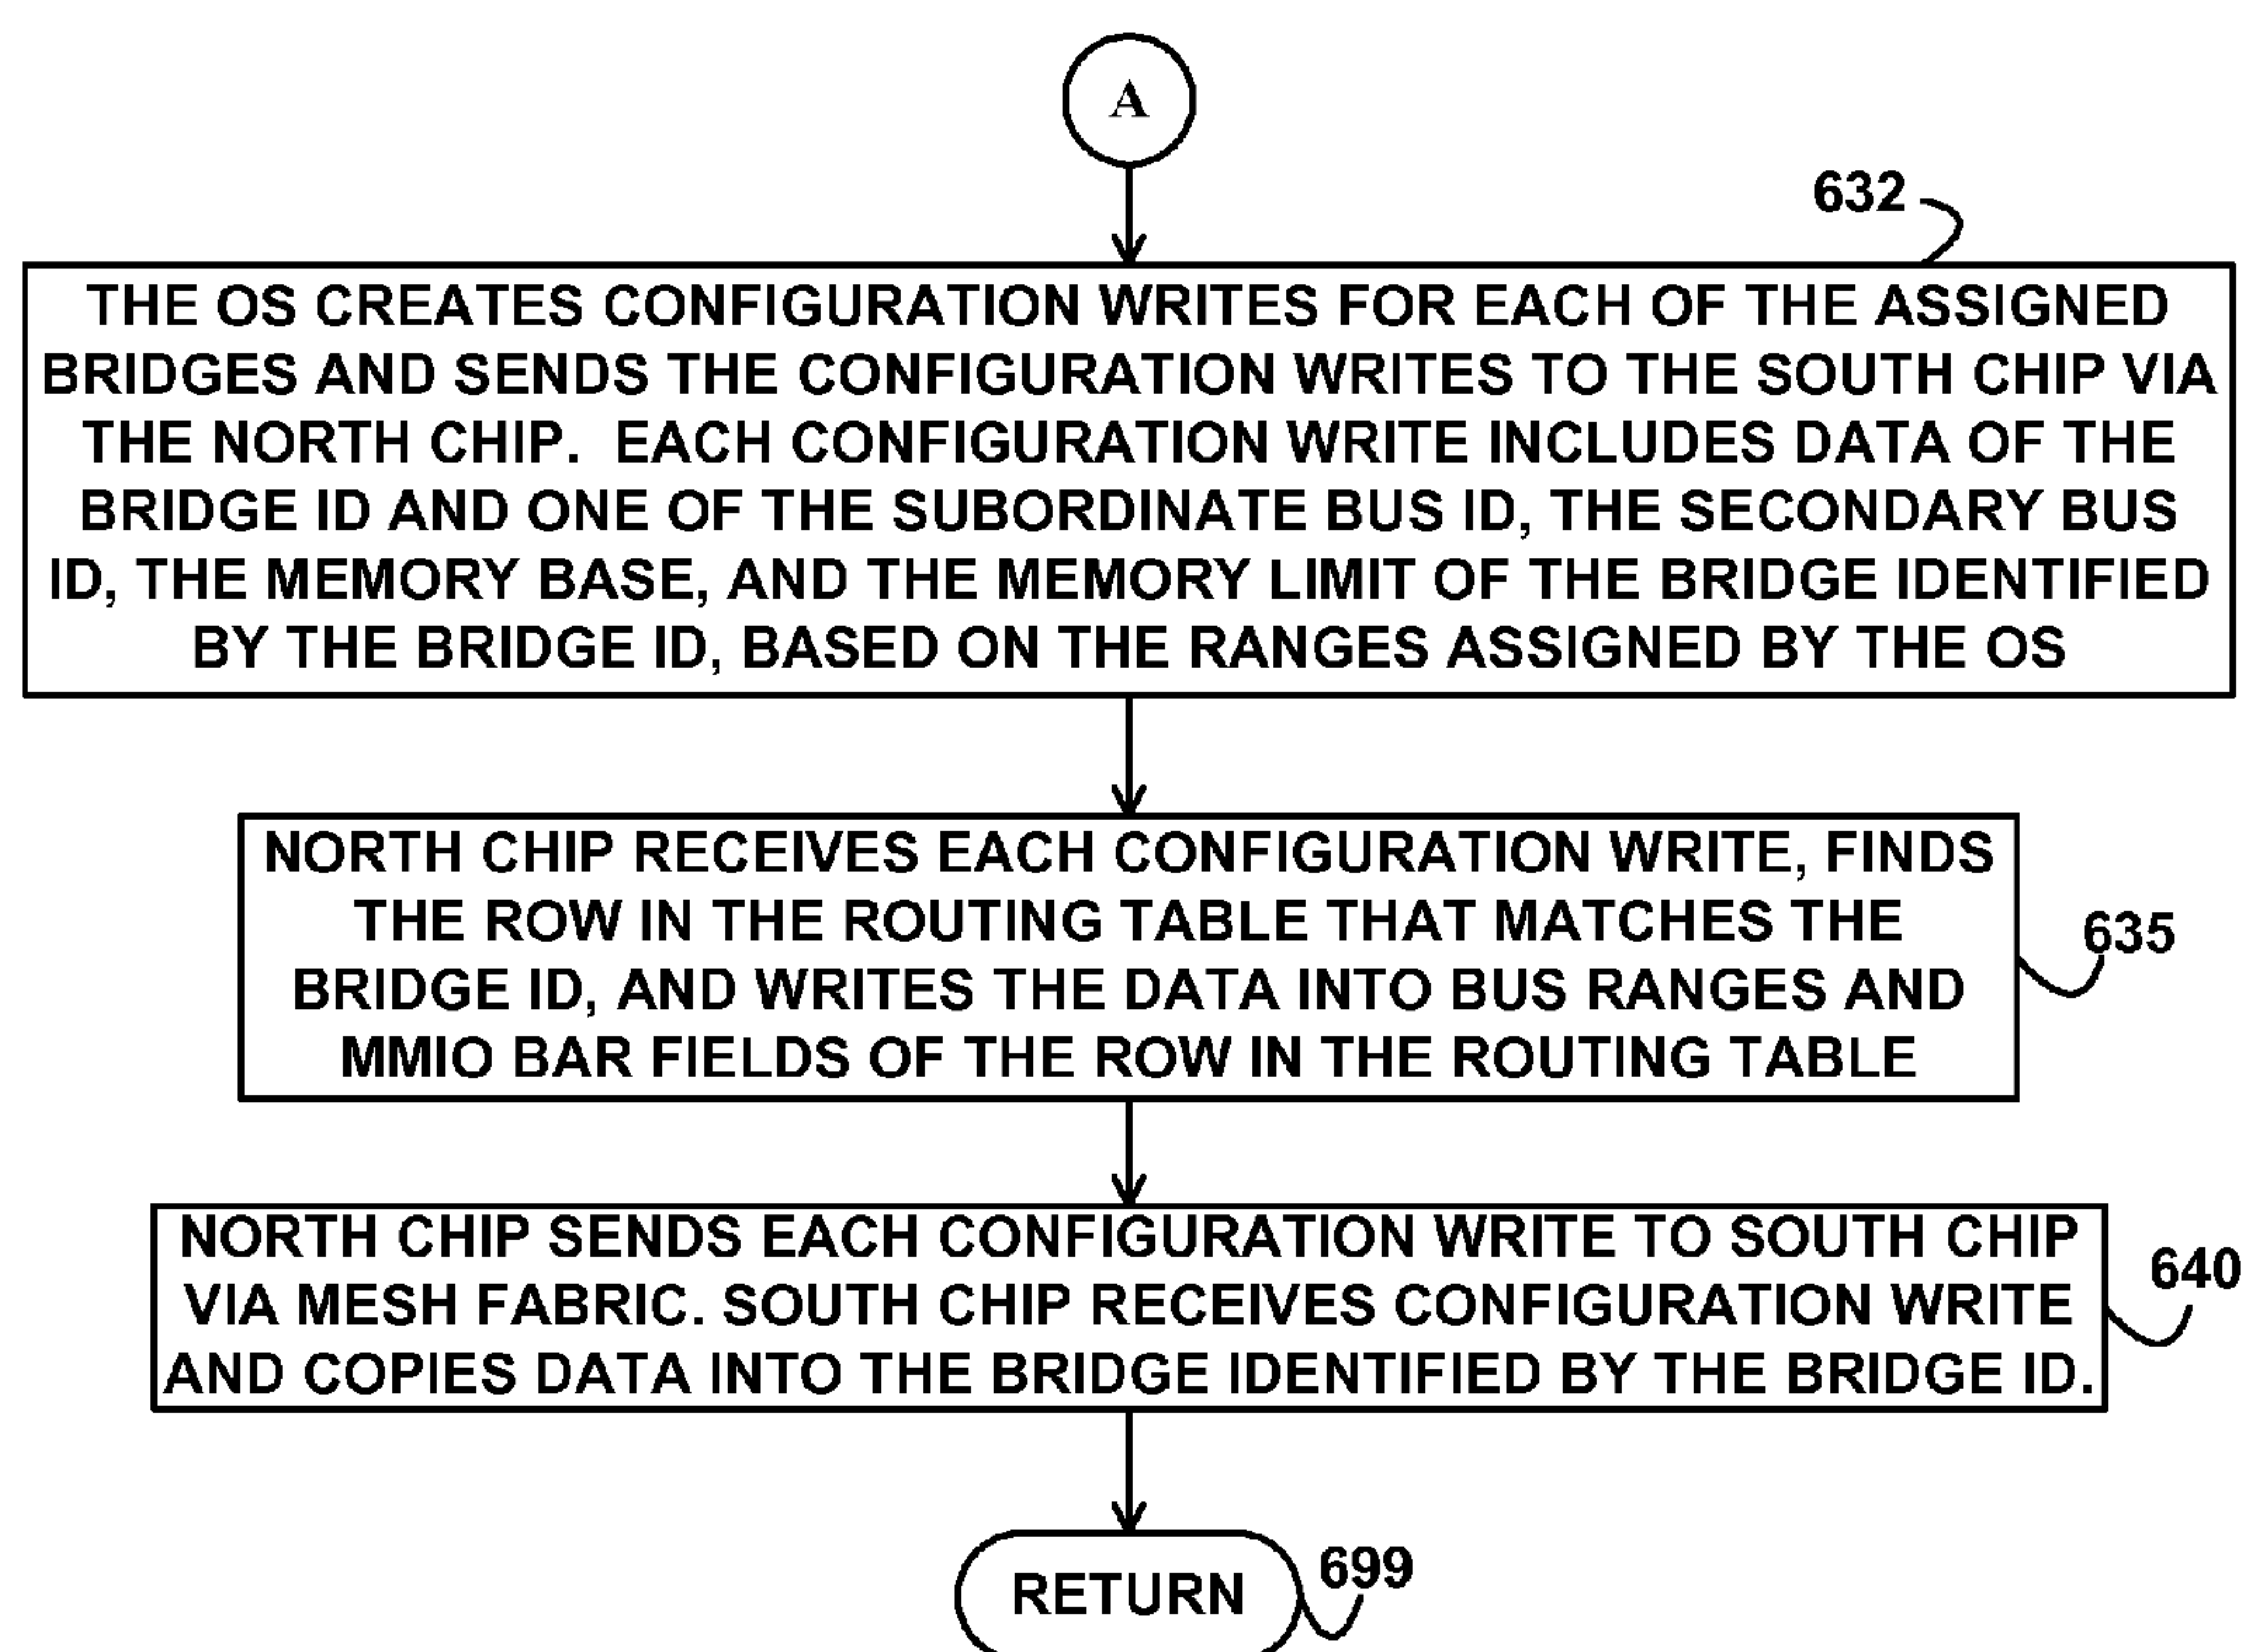 A
632
THE OS CREATES CONFIGURATION WRITES FOR EACH OF THE ASSIGNED
BRIDGES AND SENDS THE CONFIGURATION WRITES TO THE SOUTH CHIP VIA
THE NORTH CHIP. EACH CONFIGURATION WRITE INCLUDES DATA OF THE
BRIDGE ID AND ONE OF THE SUBORDINATE BUS ID, THE SECONDARY BUS
ID, THE MEMORY BASE, AND THE MEMORY LIMIT OF THE BRIDGE IDENTIFIED
BY THE BRIDGE ID, BASED ON THE RANGES ASSIGNED BY THE OS
NORTH CHIP RECEIVES EACH CONFIGURATION WRITE, FINDS
THE ROW IN THE ROUTING TABLE THAT MATCHES THE
BRIDGE ID, AND WRITES THE DATA INTO BUS RANGES AND
MMIO BAR FIELDS OF THE ROW IN THE ROUTING TABLE
635
NORTH CHIP SENDS EACH CONFIGURATION WRITE TO SOUTH CHIP
VIA MESH FABRIC. SOUTH CHIP RECEIVES CONFIGURATION WRITE
AND COPIES DATA INTO THE BRIDGE IDENTIFIED BY THE BRIDGE ID.
640
RETURN
699